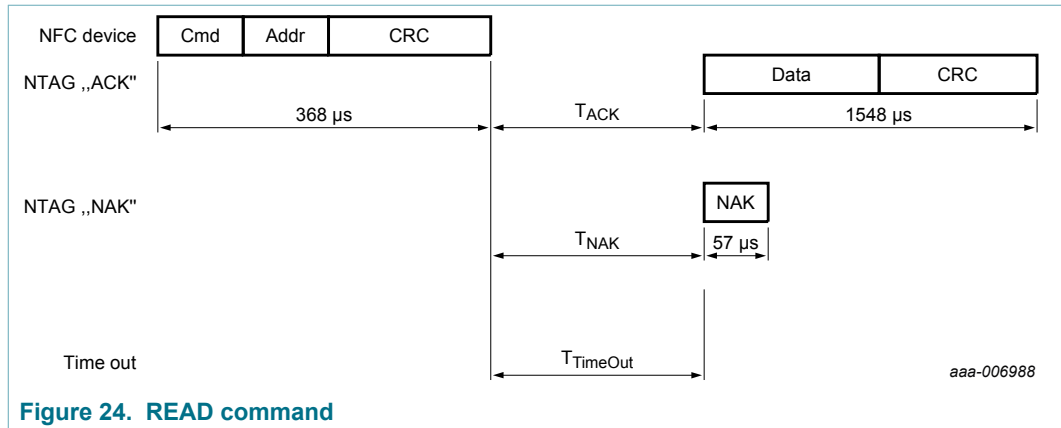 NFC device Cmd Addr CRC
NTAG ,,ACK" Data CRC
368 µs TACK 1548 µs
NTAG ,,NAK" NAK
TNAK 57 µs
Time out TTimeOut aaa-006988
Figure 24. READ command